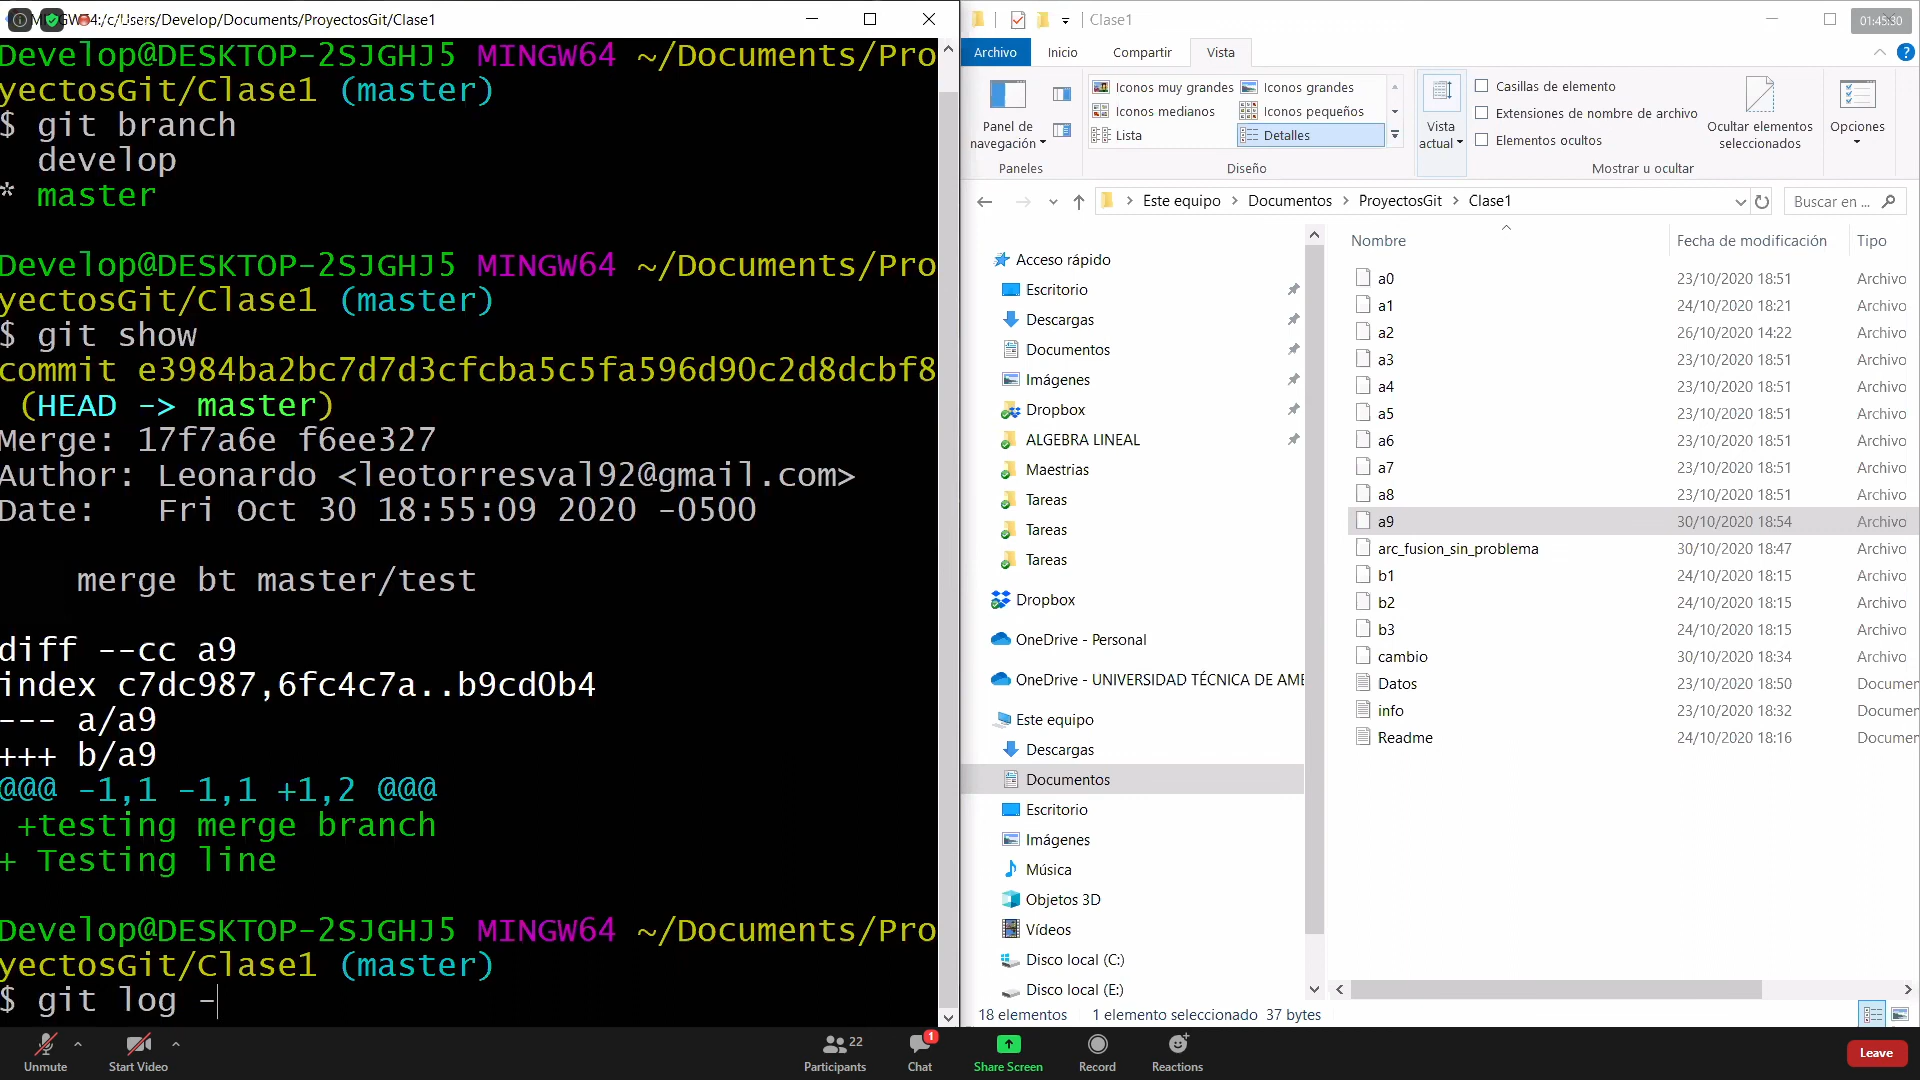 MINGW64:/c/Users/Develop/Documents/ProyectosGit/Clase1
Develop@DESKTOP-2SJGHJ5 MINGW64 ~/Documents/Pro
yectosGit/Clase1 (master)
$ git branch
  develop
* master
Develop@DESKTOP-2SJGHJ5 MINGW64 ~/Documents/Pro
yectosGit/Clase1 (master)
$ git show
commit e3984ba2bc7d7d3cfcba5c5fa596d90c2d8dcbf8
 (HEAD -> master)
Merge: 17f7a6e f6ee327
Author: Leonardo <leotorresval92@gmail.com>
Date:   Fri Oct 30 18:55:09 2020 -0500
    merge bt master/test
diff --cc a9
index c7dc987,6fc4c7a..b9cd0b4
--- a/a9
+++ b/a9
@@@ -1,1 -1,1 +1,2 @@@
 +testing merge branch
+ Testing line
Develop@DESKTOP-2SJGHJ5 MINGW64 ~/Documents/Pro
yectosGit/Clase1 (master)
$ git log -
Clase1
01:45:30
Archivo Inicio Compartir Vista
Panel de navegación
Paneles
Iconos muy grandes Iconos grandes
Iconos medianos Iconos pequeños
Lista Detalles
Diseño
Vista actual
Casillas de elemento
Extensiones de nombre de archivo
Elementos ocultos
Ocultar elementos seleccionados
Mostrar u ocultar
Opciones
Este equipo > Documentos > ProyectosGit > Clase1
Buscar en ...
Acceso rápido
Escritorio
Descargas
Documentos
Imágenes
Dropbox
ALGEBRA LINEAL
Maestrias
Tareas
Tareas
Tareas
Dropbox
OneDrive - Personal
OneDrive - UNIVERSIDAD TÉCNICA DE AME
Este equipo
Descargas
Documentos
Escritorio
Imágenes
Música
Objetos 3D
Vídeos
Disco local (C:)
Disco local (E:)
Nombre Fecha de modificación Tipo
a0 23/10/2020 18:51 Archivo
a1 24/10/2020 18:21 Archivo
a2 26/10/2020 14:22 Archivo
a3 23/10/2020 18:51 Archivo
a4 23/10/2020 18:51 Archivo
a5 23/10/2020 18:51 Archivo
a6 23/10/2020 18:51 Archivo
a7 23/10/2020 18:51 Archivo
a8 23/10/2020 18:51 Archivo
a9 30/10/2020 18:54 Archivo
arc_fusion_sin_problema 30/10/2020 18:47 Archivo
b1 24/10/2020 18:15 Archivo
b2 24/10/2020 18:15 Archivo
b3 24/10/2020 18:15 Archivo
cambio 30/10/2020 18:34 Archivo
Datos 23/10/2020 18:50 Documen
info 23/10/2020 18:32 Documen
Readme 24/10/2020 18:16 Documen
18 elementos 1 elemento seleccionado 37 bytes
Unmute
Start Video
Participants 22
Chat 1
Share Screen
Record
Reactions
Leave